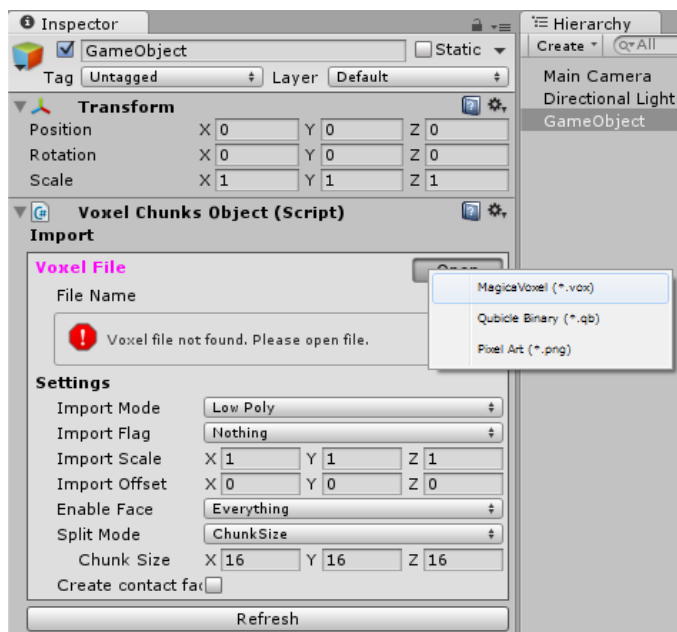 Inspector
GameObject
Static
Tag Untagged Layer Default
Transform
Position X 0 Y 0 Z 0
Rotation X 0 Y 0 Z 0
Scale X 1 Y 1 Z 1
Voxel Chunks Object (Script)
Import
Voxel File
File Name
Voxel file not found. Please open file.
Settings
Import Mode Low Poly
Import Flag Nothing
Import Scale X 1 Y 1 Z 1
Import Offset X 0 Y 0 Z 0
Enable Face Everything
Split Mode ChunkSize
Chunk Size X 16 Y 16 Z 16
Create contact fa
Refresh
MagicaVoxel (*.vox)
Qubicle Binary (*.qb)
Pixel Art (*.png)
Hierarchy
Create All
Main Camera
Directional Light
GameObject